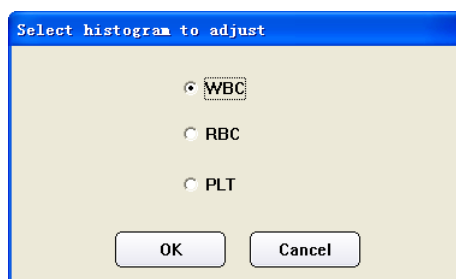 Select histogram to adjust
WBC
RBC
PLT
OK Cancel